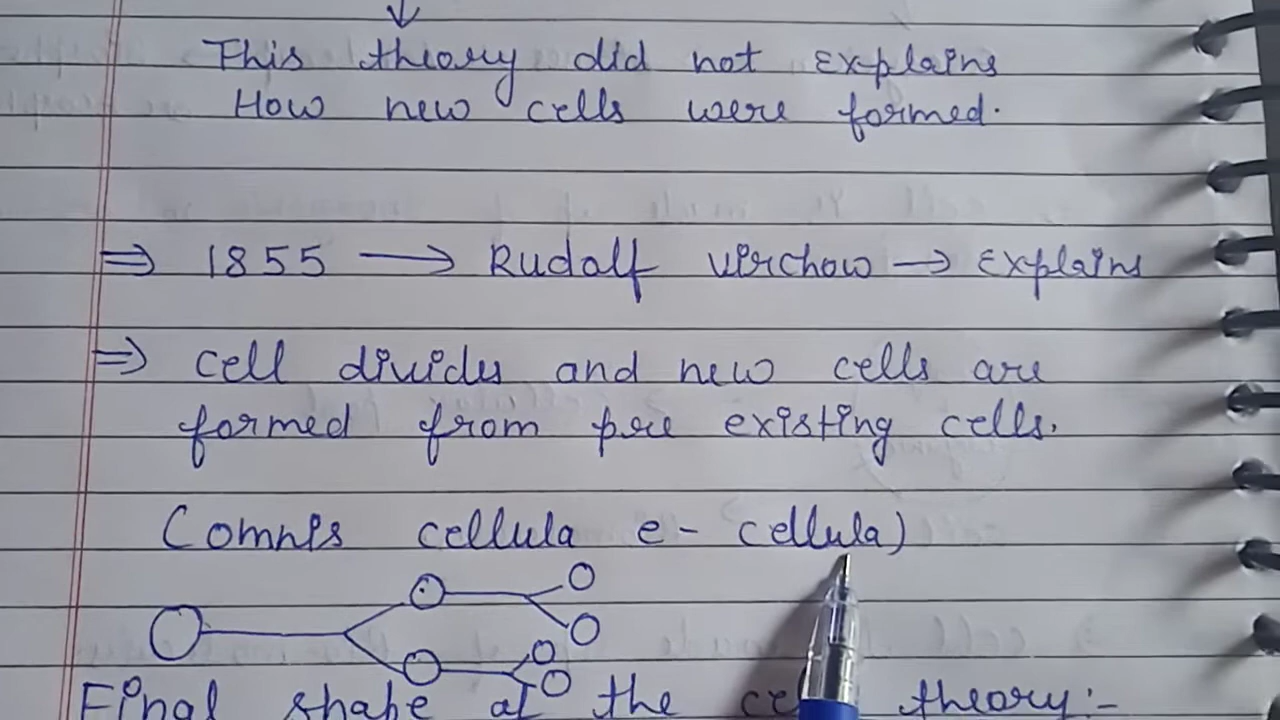 This theory did not explains
How new cells were formed.
⇒ 1855 → Rudolf virchow → explains
⇒ cell divides and new cells are
formed from pre existing cells.
(omnis cellula e- cellula)
Final shape of the theory:-